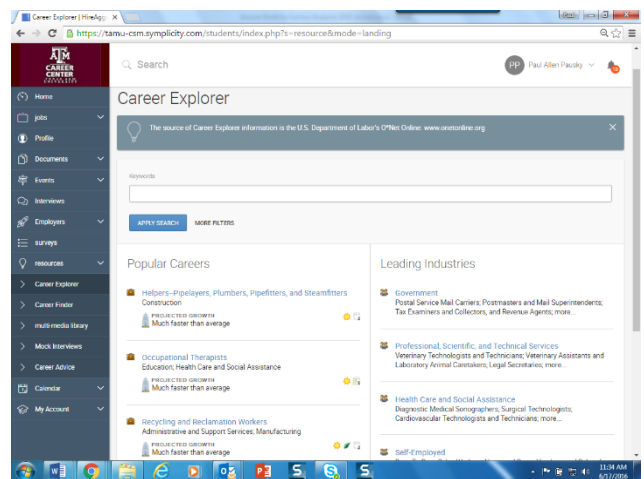 Career Explorer | HireAggi
https://tamu-csm.symplicity.com/students/index.php?s=resource&mode=landing
A|M
CAREER
CENTER
Search
PP Paul Allen Pausky
Home
jobs
Profile
Documents
Events
Interviews
Employers
surveys
resources
Career Explorer
Career Finder
multi-media library
Mock Interviews
Career Advice
Calendar
My Account
Career Explorer
The source of Career Explorer information is the U.S. Department of Labor's O*Net Online. www.onetonline.org
Keywords
APPLY SEARCH MORE FILTERS
Popular Careers
Helpers--Pipelayers, Plumbers, Pipefitters, and Steamfitters
Construction
PROJECTED GROWTH
Much faster than average
Occupational Therapists
Education; Health Care and Social Assistance
PROJECTED GROWTH
Much faster than average
Recycling and Reclamation Workers
Administrative and Support Services; Manufacturing
PROJECTED GROWTH
Much faster than average
Leading Industries
Government
Postal Service Mail Carriers; Postmasters and Mail Superintendents;
Tax Examiners and Collectors, and Revenue Agents; more...
Professional, Scientific, and Technical Services
Veterinary Technologists and Technicians; Veterinary Assistants and
Laboratory Animal Caretakers; Legal Secretaries; more...
Health Care and Social Assistance
Diagnostic Medical Sonographers; Surgical Technologists;
Cardiovascular Technologists and Technicians; more...
Self-Employed
11:34 AM
6/17/2016